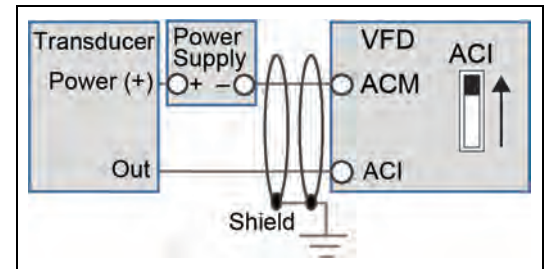 Transducer
Power (+)
Out
Power
Supply
+ –
Shield
VFD
ACI
ACM
ACI